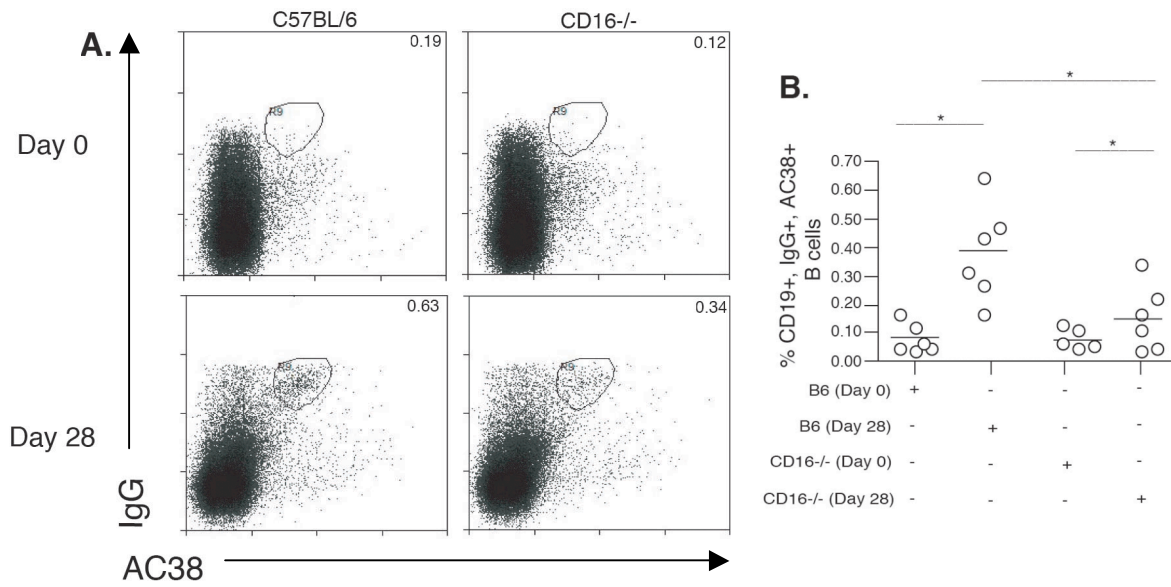 C57BL/6 CD16-/-
A.
0.19 0.12
R9 R9
Day 0
0.63 0.34
R9 R9
Day 28
IgG
AC38
B.
*
* *
% CD19+, IgG+, AC38+
B cells
0.70
0.60
0.50
0.40
0.30
0.20
0.10
0.00
B6 (Day 0) + - - -
B6 (Day 28) - + - -
CD16-/- (Day 0) - - + -
CD16-/- (Day 28) - - - +